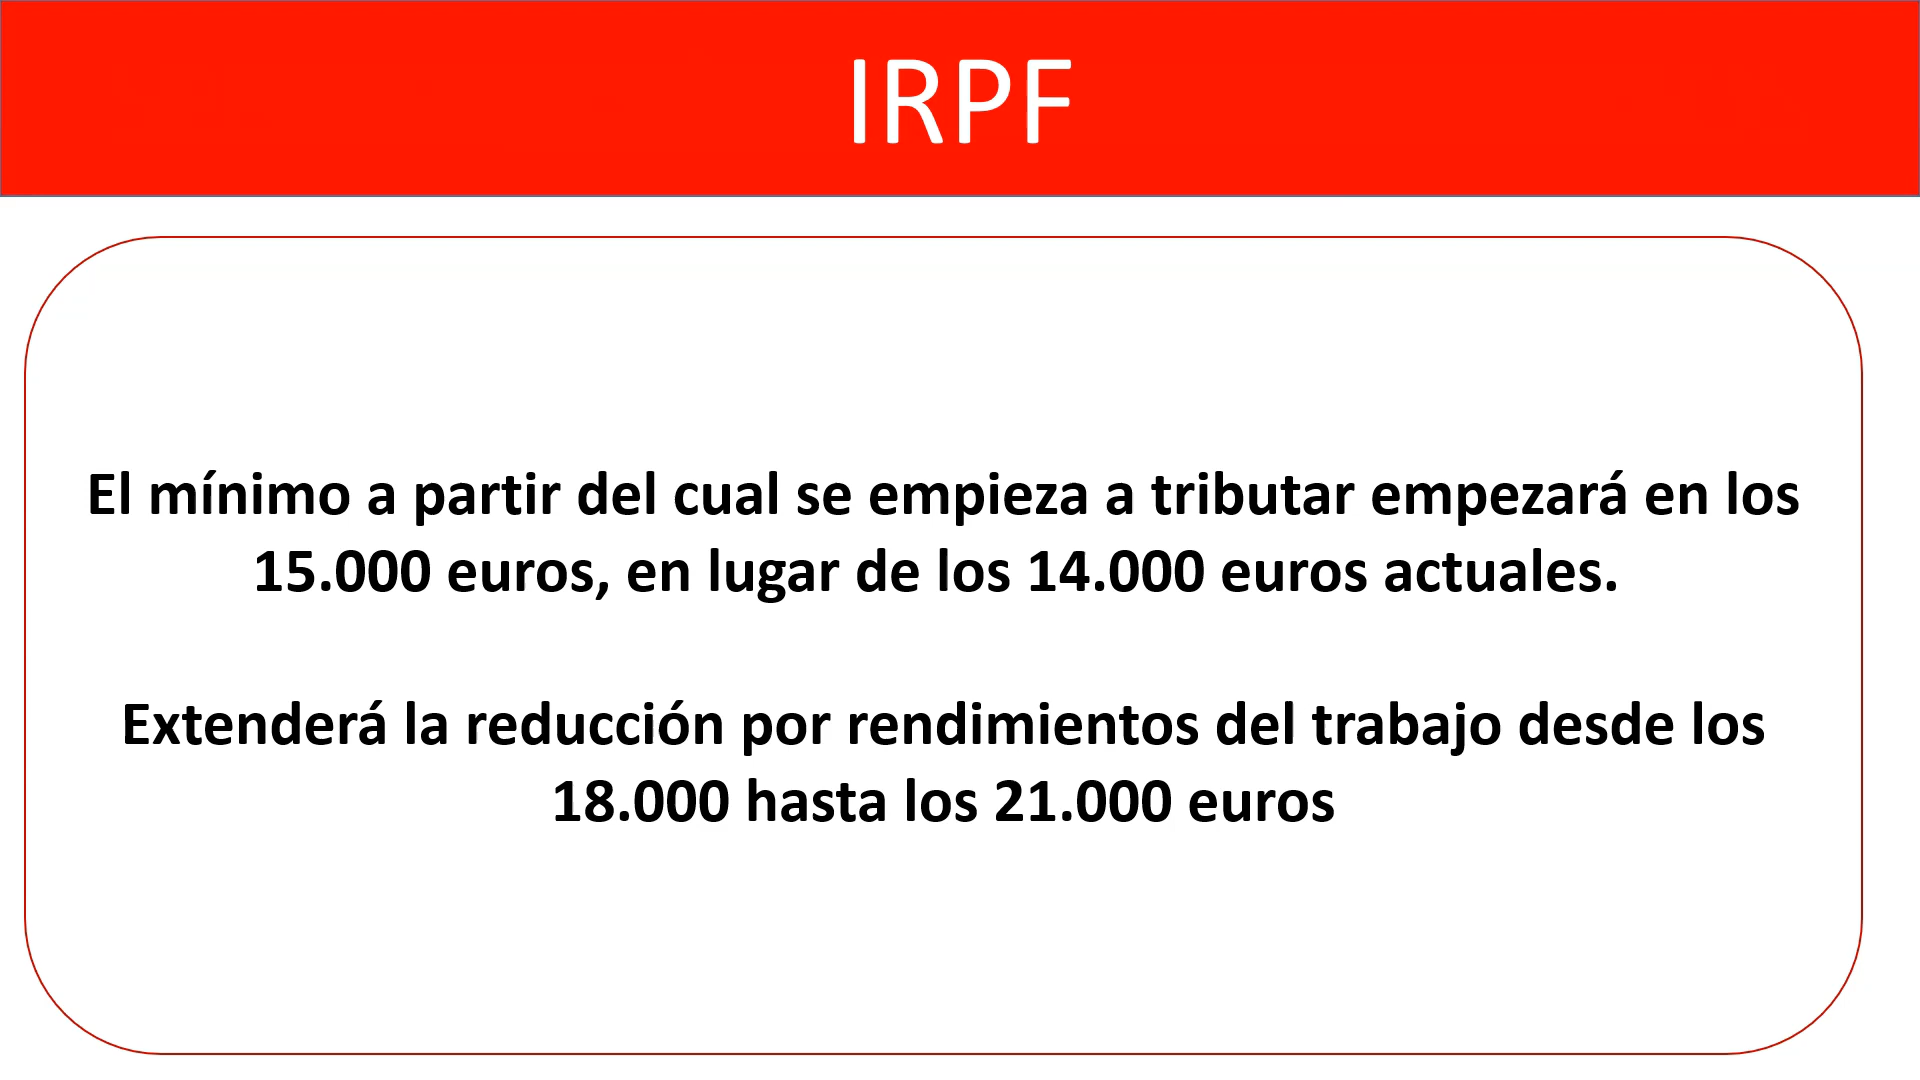 IRPF
El mínimo a partir del cual se empieza a tributar empezará en los
15.000 euros, en lugar de los 14.000 euros actuales.
Extenderá la reducción por rendimientos del trabajo desde los
18.000 hasta los 21.000 euros